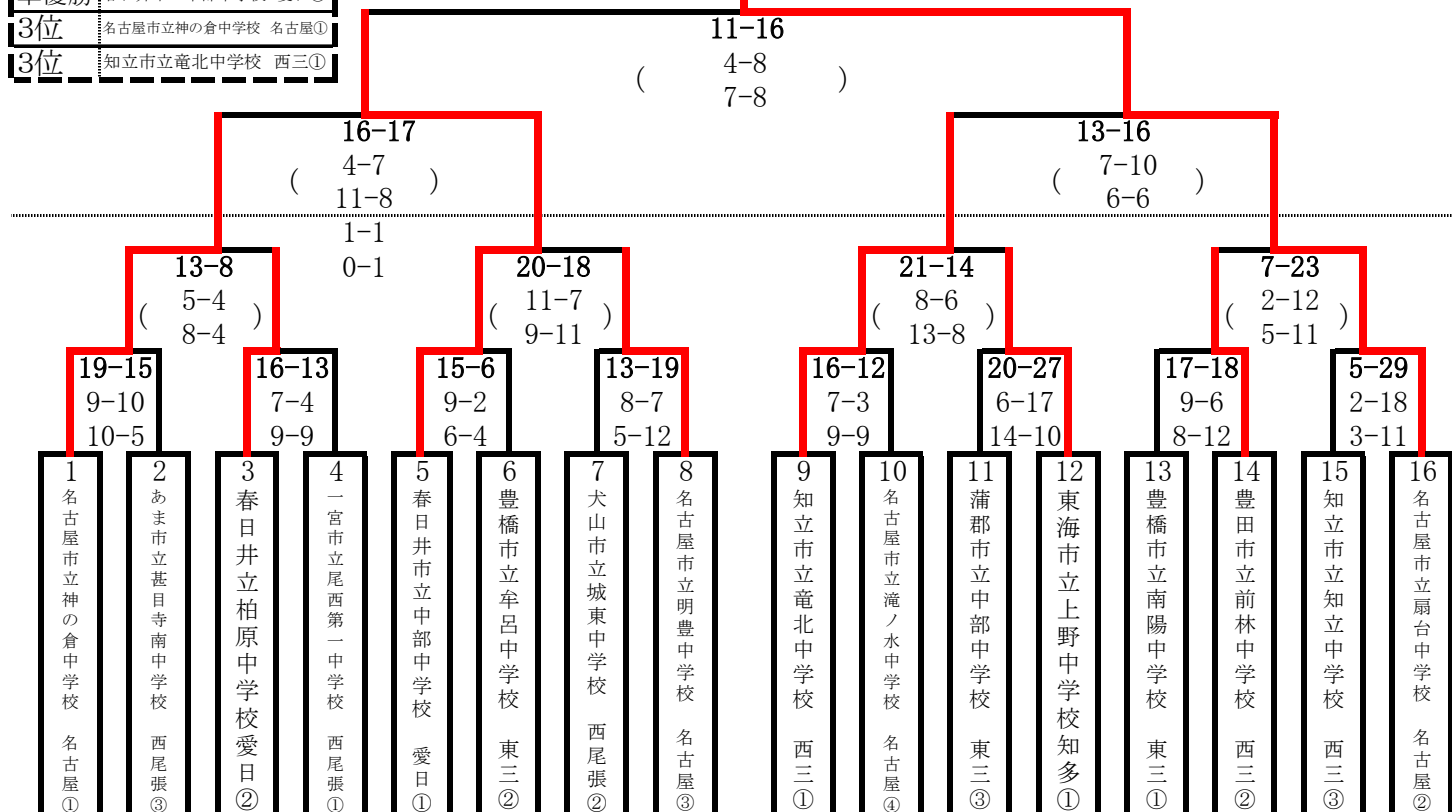 3位 名古屋市立神の倉中学校 名古屋①
3位 知立市立竜北中学校 西三①
11-16
( 4-8 )
7-8
16-17
( 4-7 )
11-8
1-1
0-1
13-16
( 7-10 )
6-6
13-8
( 5-4 )
8-4
20-18
( 11-7 )
9-11
21-14
( 8-6 )
13-8
7-23
( 2-12 )
5-11
19-15
9-10
10-5
16-13
7-4
9-9
15-6
9-2
6-4
13-19
8-7
5-12
16-12
7-3
9-9
20-27
6-17
14-10
17-18
9-6
8-12
5-29
2-18
3-11
1 名古屋市立神の倉中学校 名古屋①
2 あま市立甚目寺南中学校 西尾張③
3 春日井立柏原中学校愛日②
4 一宮市立尾西第一中学校 西尾張①
5 春日井市立中部中学校 愛日①
6 豊橋市立牟呂中学校 東三②
7 犬山市立城東中学校 西尾張②
8 名古屋市立明豊中学校 名古屋③
9 知立市立竜北中学校 西三①
10 名古屋市立滝ノ水中学校 名古屋④
11 蒲郡市立中部中学校 東三③
12 東海市立上野中学校知多①
13 豊橋市立南陽中学校 東三①
14 豊田市立前林中学校 西三②
15 知立市立知立中学校 西三③
16 名古屋市立扇台中学校 名古屋②